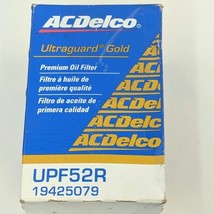 ACDelco
Ultraguard® Gold
Premium Oil Filter
Filtre à huile de
première qualité
Filtro de aceite de
primera calidad
ACDelco
ACDelco
ACDelco
UPF52R
19425079